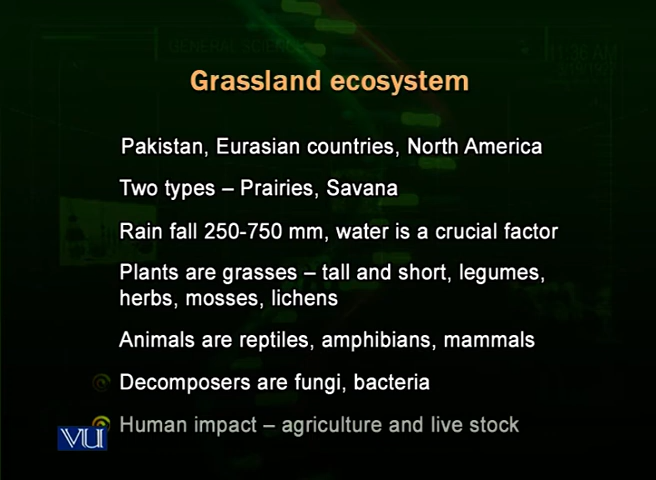 GENERAL SCIENCE
Grassland ecosystem
Pakistan, Eurasian countries, North America
Two types – Prairies, Savana
Rain fall 250-750 mm, water is a crucial factor
Plants are grasses – tall and short, legumes,
herbs, mosses, lichens
Animals are reptiles, amphibians, mammals
Decomposers are fungi, bacteria
Human impact – agriculture and live stock
VU